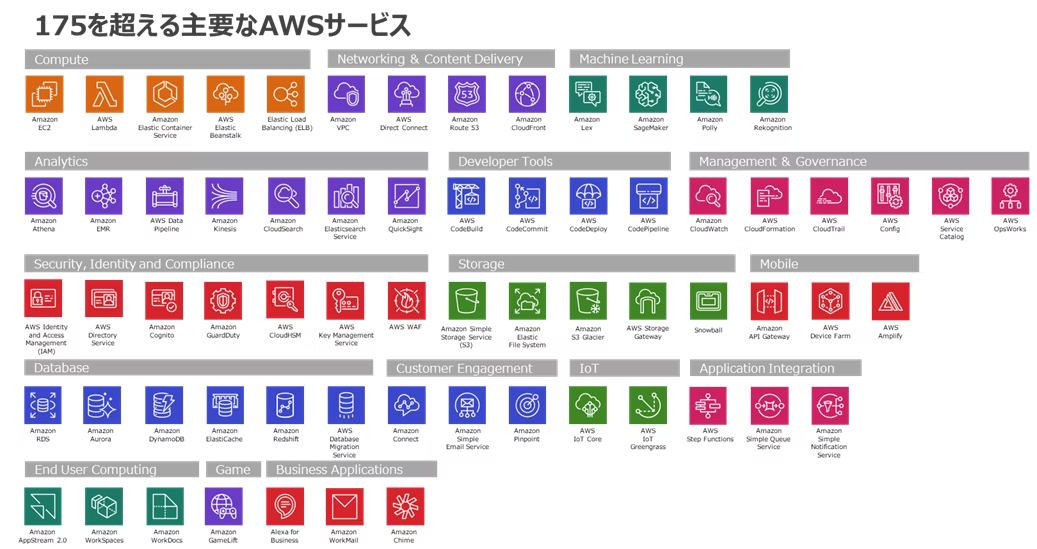 175を超える主要なAWSサービス
Compute
Amazon
EC2
AWS
Lambda
Amazon
Elastic Container
Service
AWS
Elastic
Beanstalk
Elastic Load
Balancing (ELB)
Networking & Content Delivery
Amazon
VPC
AWS
Direct Connect
Amazon
Route 53
53
Amazon
CloudFront
Machine Learning
Amazon
Lex
Amazon
SageMaker
Amazon
Polly
Amazon
Rekognition
Analytics
Amazon
Athena
Amazon
EMR
AWS Data
Pipeline
Amazon
Kinesis
Amazon
CloudSearch
Amazon
Elasticsearch
Service
Amazon
QuickSight
Developer Tools
AWS
CodeBuild
AWS
CodeCommit
AWS
CodeDeploy
AWS
CodePipeline
Management & Governance
Amazon
CloudWatch
AWS
CloudFormation
AWS
CloudTrail
AWS
Config
AWS
Service
Catalog
AWS
OpsWorks
Security, Identity and Compliance
AWS Identity
and Access
Management
(IAM)
AWS
Directory
Service
Amazon
Cognito
Amazon
GuardDuty
AWS
CloudHSM
AWS
Key Management
Service
AWS WAF
Storage
Amazon Simple
Storage Service
(S3)
Amazon
Elastic
File System
Amazon
S3 Glacier
AWS Storage
Gateway
Snowball
Mobile
Amazon
API Gateway
AWS
Device Farm
AWS
Amplify
Database
Amazon
RDS
Amazon
Aurora
Amazon
DynamoDB
Amazon
ElastiCache
Amazon
Redshift
AWS
Database
Migration
Service
Customer Engagement
Amazon
Connect
Amazon
Simple
Email Service
Amazon
Pinpoint
IoT
AWS
IoT Core
AWS
IoT
Greengrass
Application Integration
AWS
Step Functions
Amazon
Simple Queue
Service
Amazon
Simple
Notification
Service
End User Computing
Amazon
AppStream 2.0
Amazon
WorkSpaces
Amazon
WorkDocs
Game
Amazon
GameLift
Business Applications
Alexa for
Business
Amazon
WorkMail
Amazon
Chime